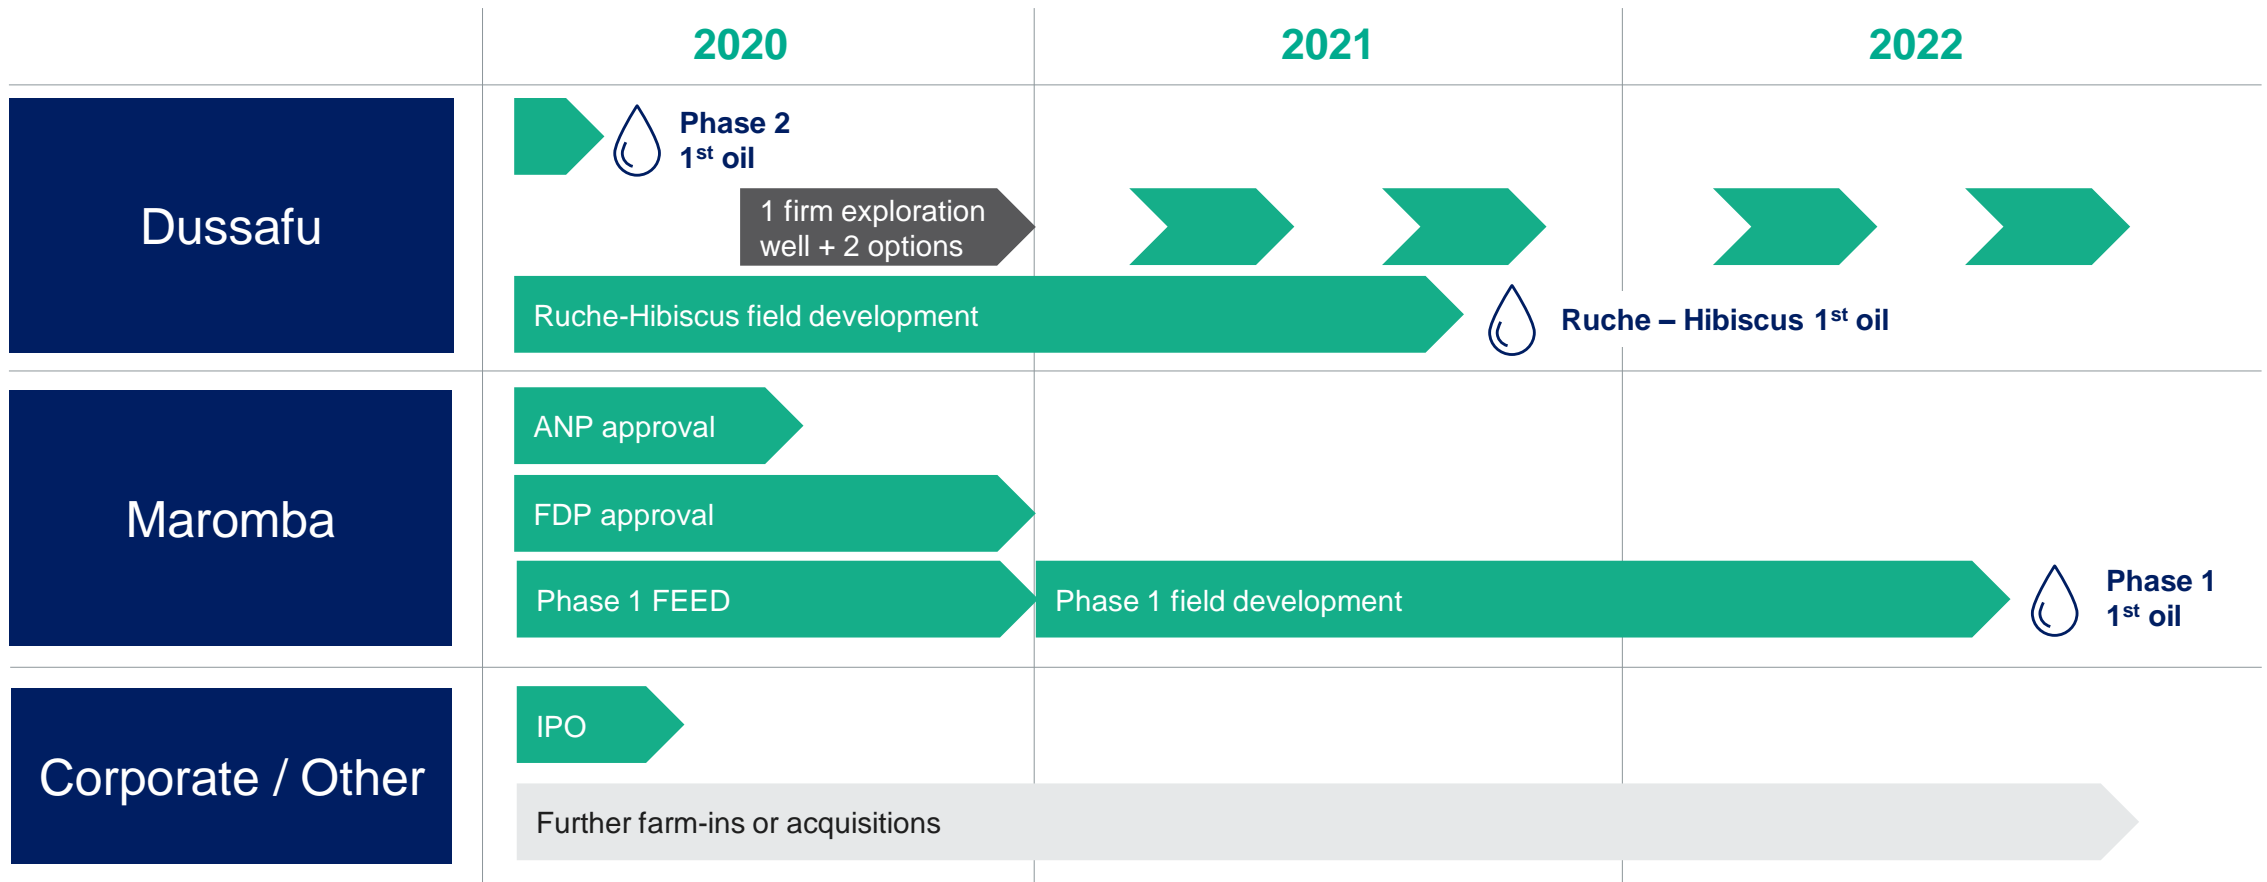 2020
2021
2022
Dussafu
Phase 2
1st oil
1 firm exploration
well + 2 options
Ruche-Hibiscus field development
Ruche – Hibiscus 1st oil
Maromba
ANP approval
FDP approval
Phase 1 FEED
Phase 1 field development
Phase 1
1st oil
Corporate / Other
IPO
Further farm-ins or acquisitions